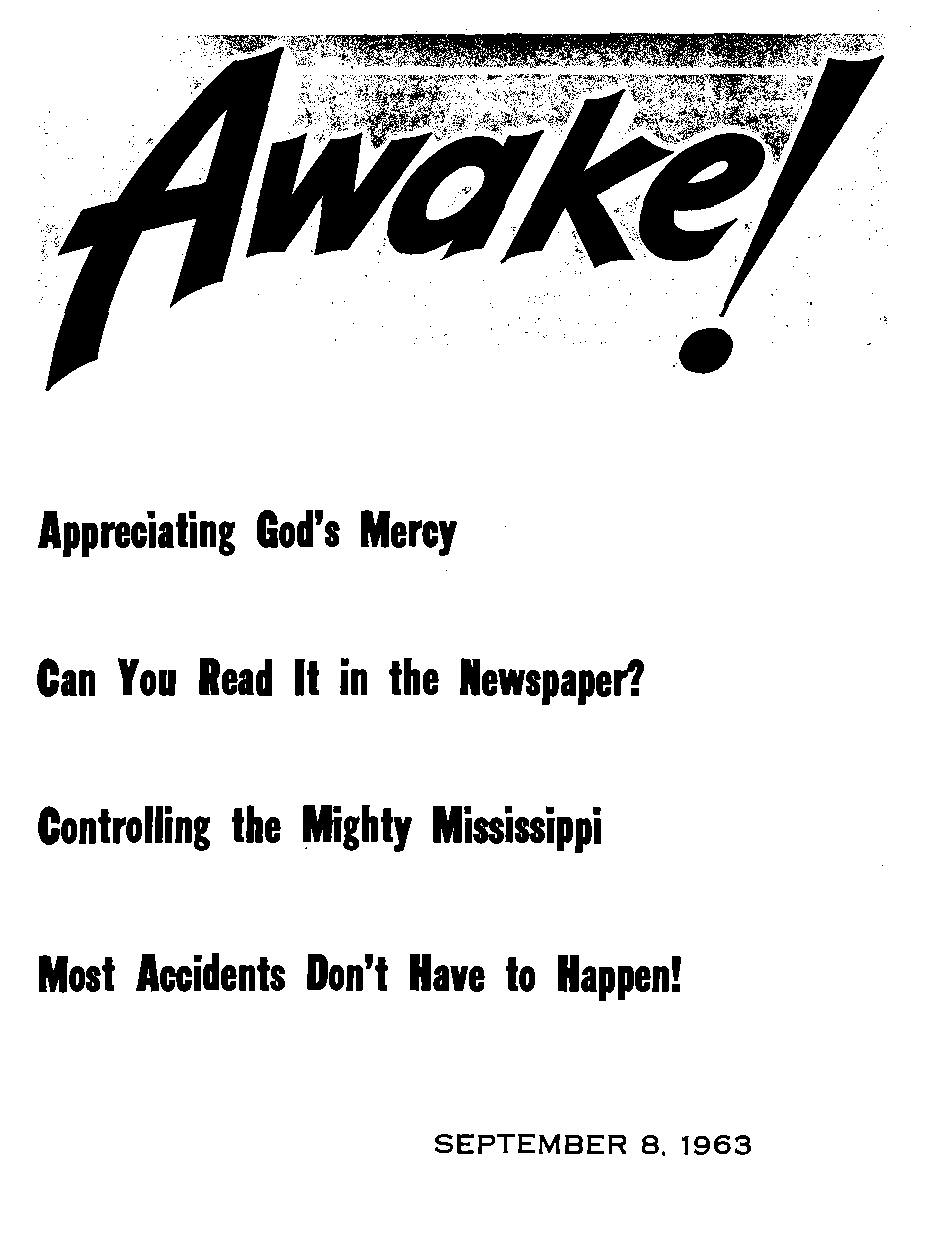 Awake!
Appreciating God's Mercy
Can You Read It in the Newspaper?
Controlling the Mighty Mississippi
Most Accidents Don't Have to Happen!
SEPTEMBER 8, 1963